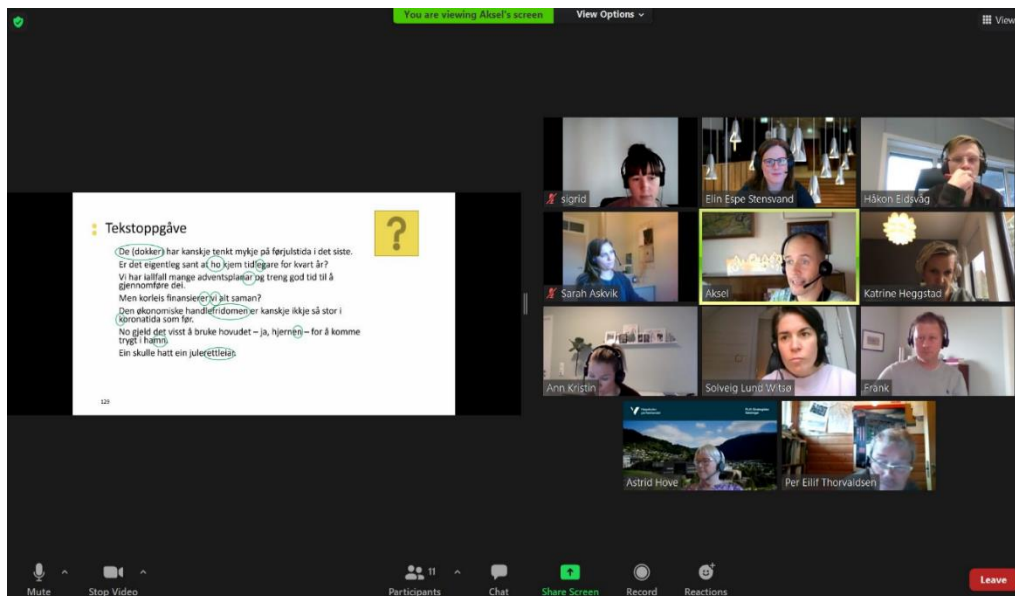 You are viewing Aksel's screen
View Options
View
Tekstoppgåve
?
De (dokker) har kanskje tenkt mykje på førjulstida i det siste.
Er det eigentleg sant at ho kjem tidlegare for kvart år?
Vi har iallfall mange adventsplanar og treng god tid til å
gjennomføre dei.
Men korleis finansierer vi alt saman?
Den økonomiske handlefridomen er kanskje ikkje så stor i
koronatida som før.
No gjeld det visst å bruke hovudet – ja, hjernen – for å komme
trygt i hamn.
Ein skulle hatt ein julerettleiar.
sigrid
Elin Espe Stensvand
Håkon Eidsvåg
Sarah Askvik
Aksel
Katrine Heggstad
Ann Kristin
Solveig Lund Witsø
Frank
Astrid Hove
Per Eilif Thorvaldsen
Mute
Stop Video
Participants
11
Chat
Share Screen
Record
Reactions
Leave